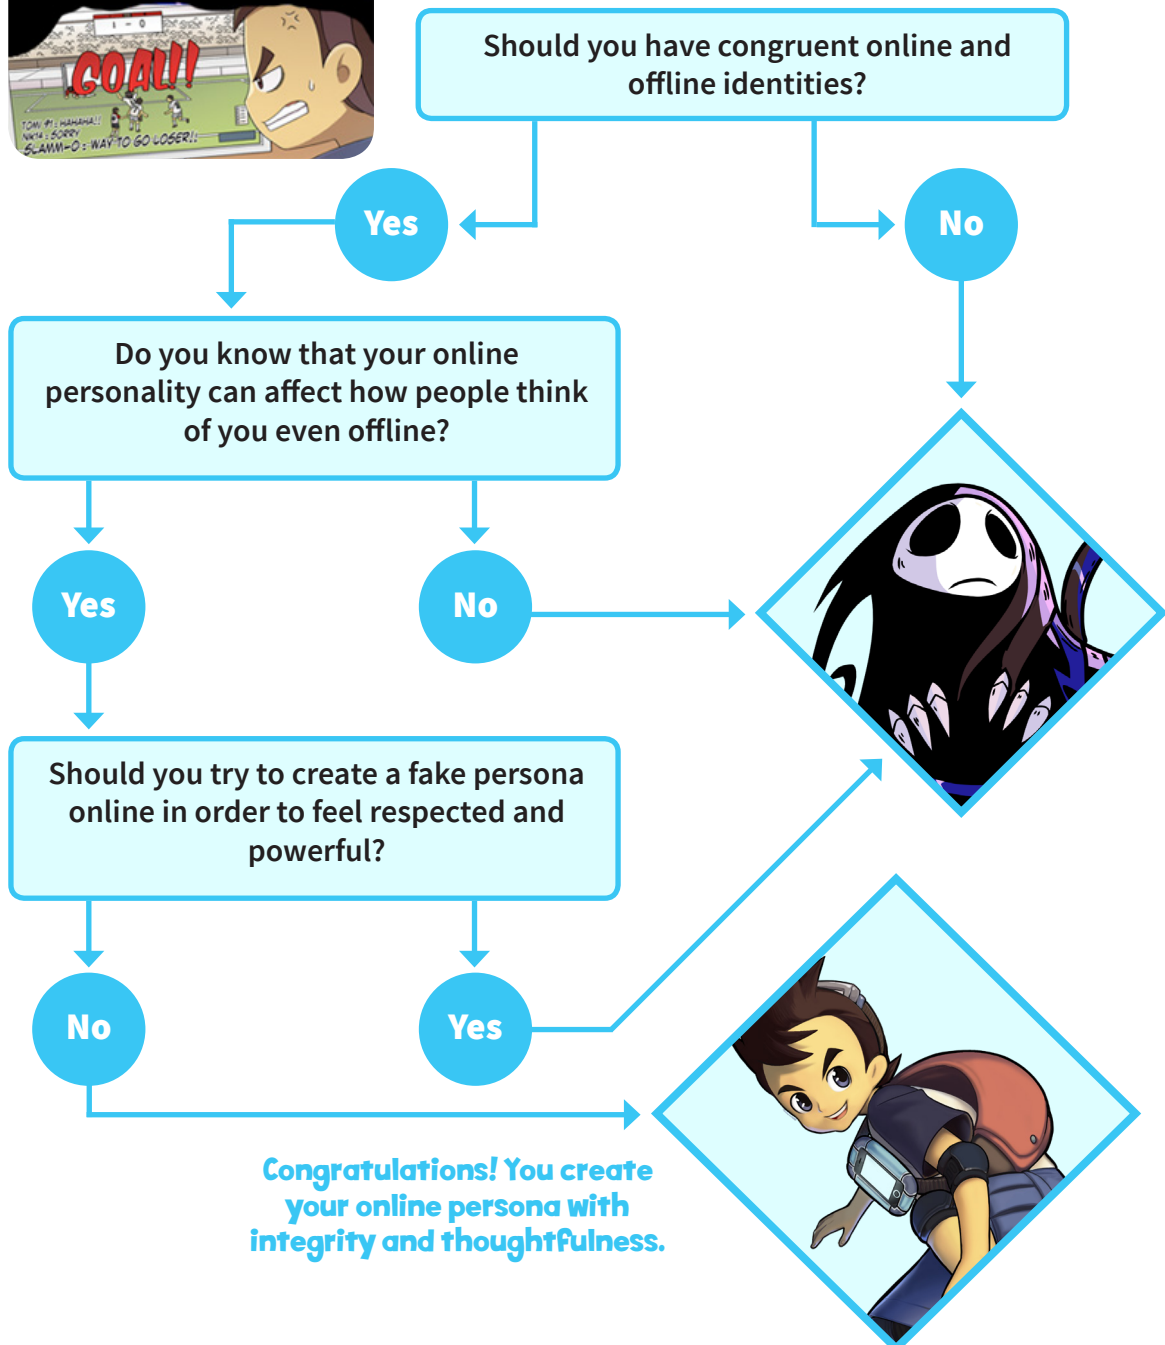 1 - 0
GOAL!!
TOMI 91 : HAHAHA!!
NK14 : SORRY
SLAMM-O : WAY TO GO LOSER!!
Should you have congruent online and
offline identities?
Yes
No
Do you know that your online
personality can affect how people think
of you even offline?
Yes
No
Should you try to create a fake persona
online in order to feel respected and
powerful?
No
Yes
Congratulations! You create
your online persona with
integrity and thoughtfulness.